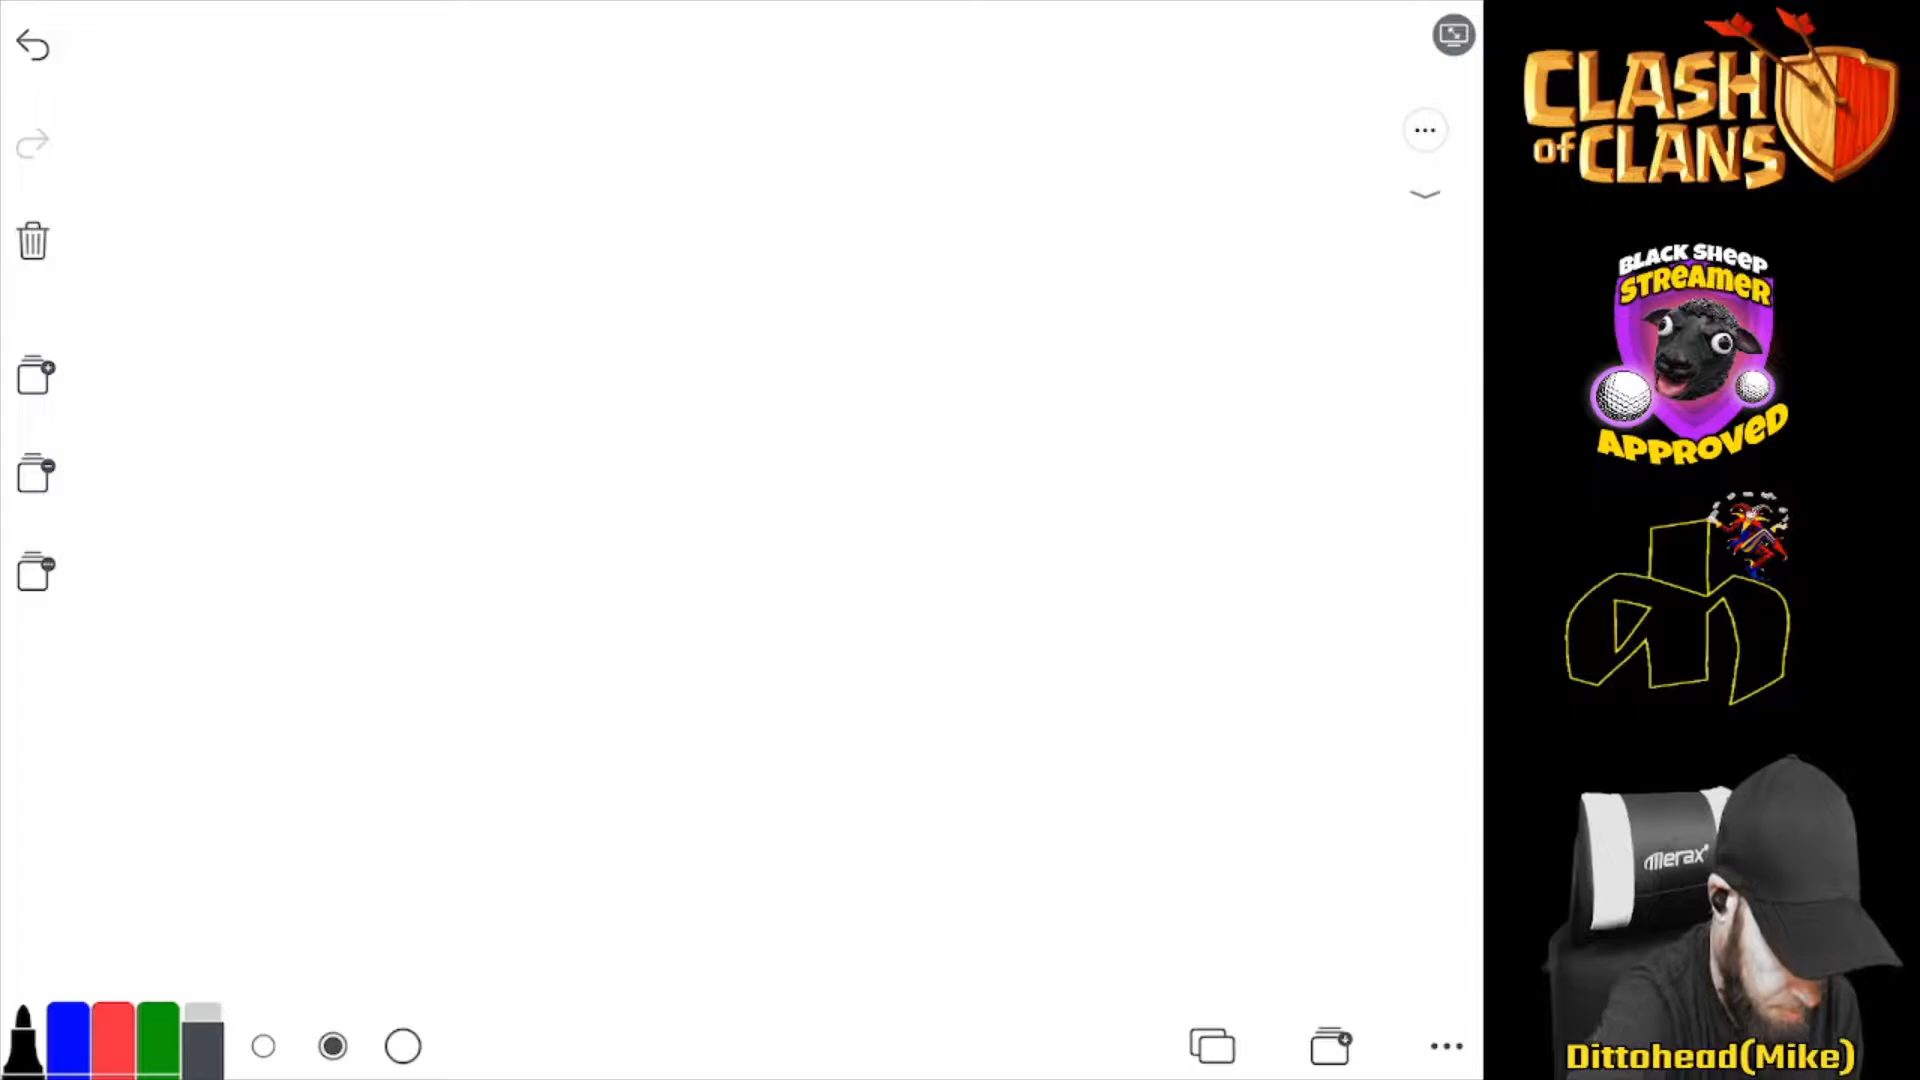 CLASH
of CLANS
BLACK SHEEP
STREAMER
APPROVED
merax
Dittohead(Mike)